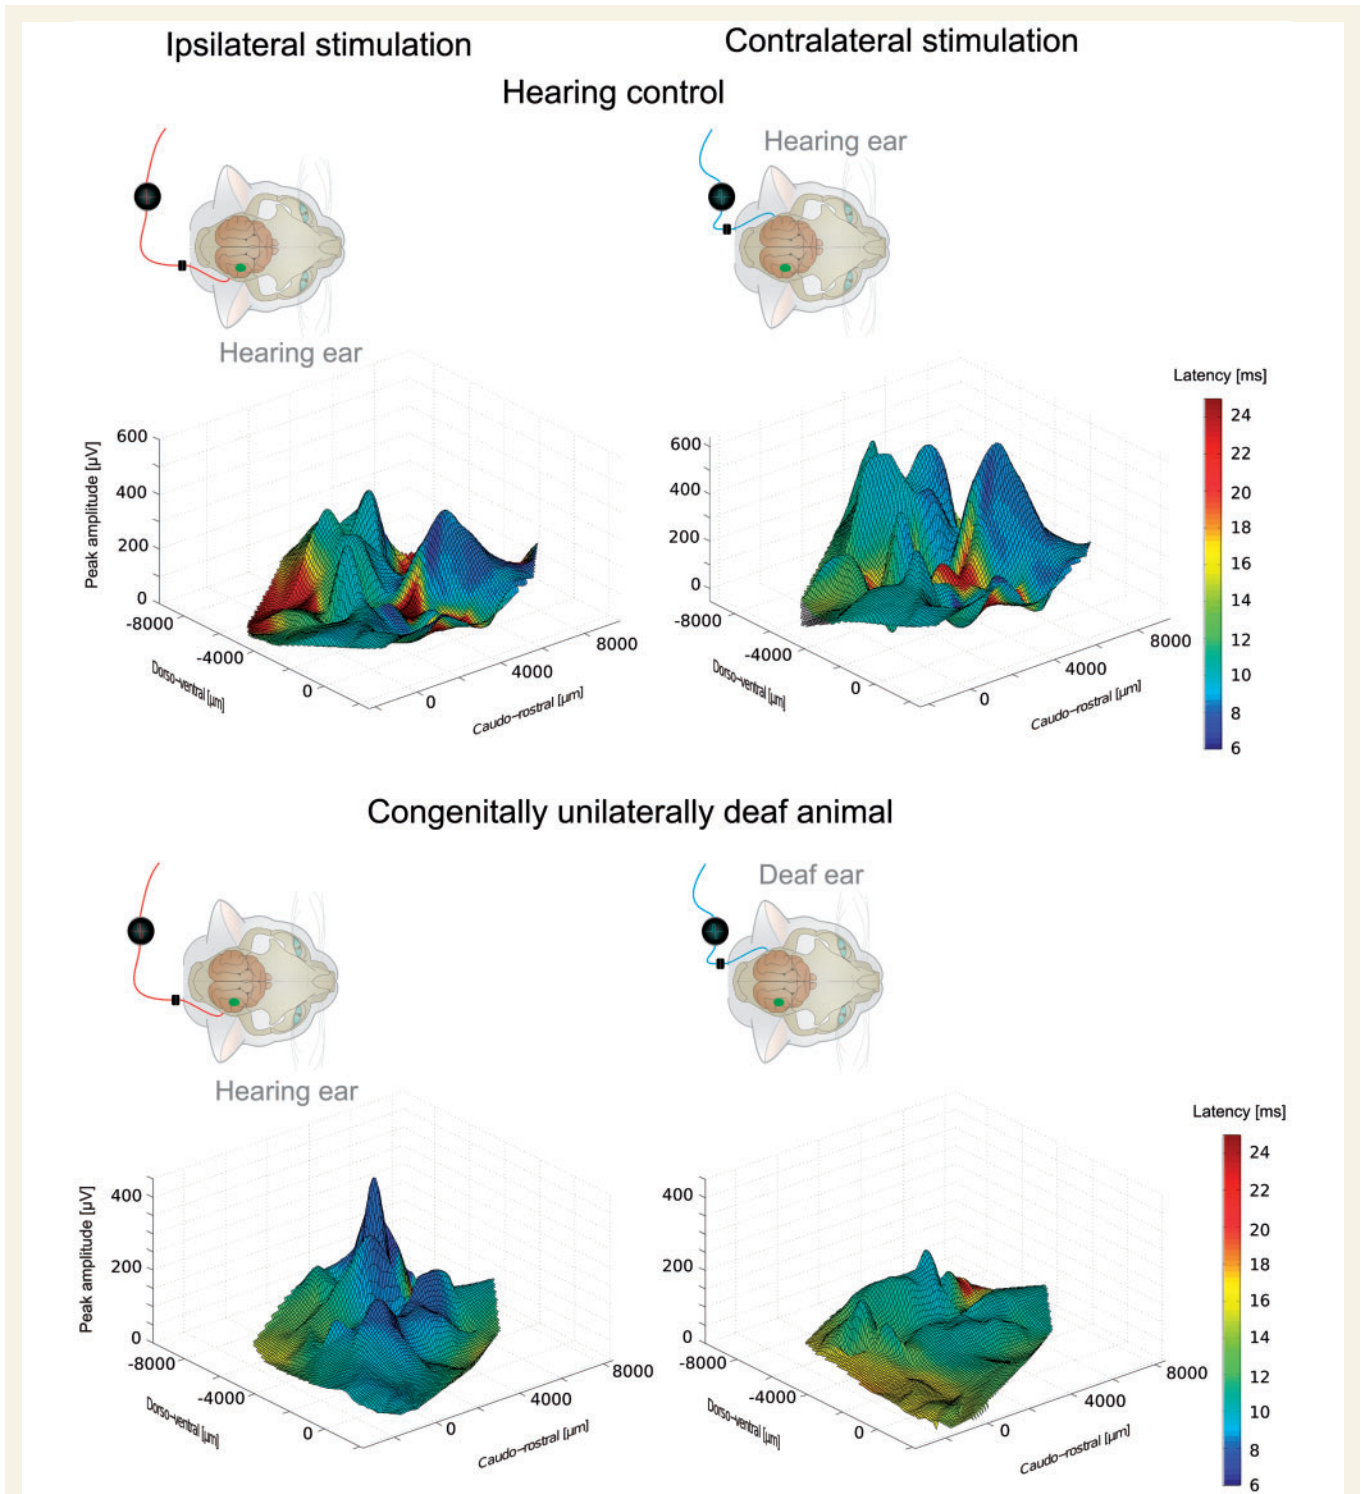 Ipsilateral stimulation
Contralateral stimulation
Hearing control
Hearing ear
Hearing ear
Latency [ms]
24
22
20
18
16
14
12
10
8
6
Peak amplitude [µV]
600
400
200
0
-8000
-4000
0
Dorso-ventral [µm]
0
4000
8000
Caudo-rostral [µm]
600
400
200
0
-8000
-4000
0
Dorso-ventral [µm]
0
4000
8000
Caudo-rostral [µm]
Congenitally unilaterally deaf animal
Deaf ear
Hearing ear
Latency [ms]
24
22
20
18
16
14
12
10
8
6
Peak amplitude [µV]
400
200
0
-8000
-4000
0
Dorso-ventral [µm]
0
4000
8000
Caudo-rostral [µm]
400
200
0
-8000
-4000
0
Dorso-ventral [µm]
0
4000
8000
Caudo-rostral [µm]